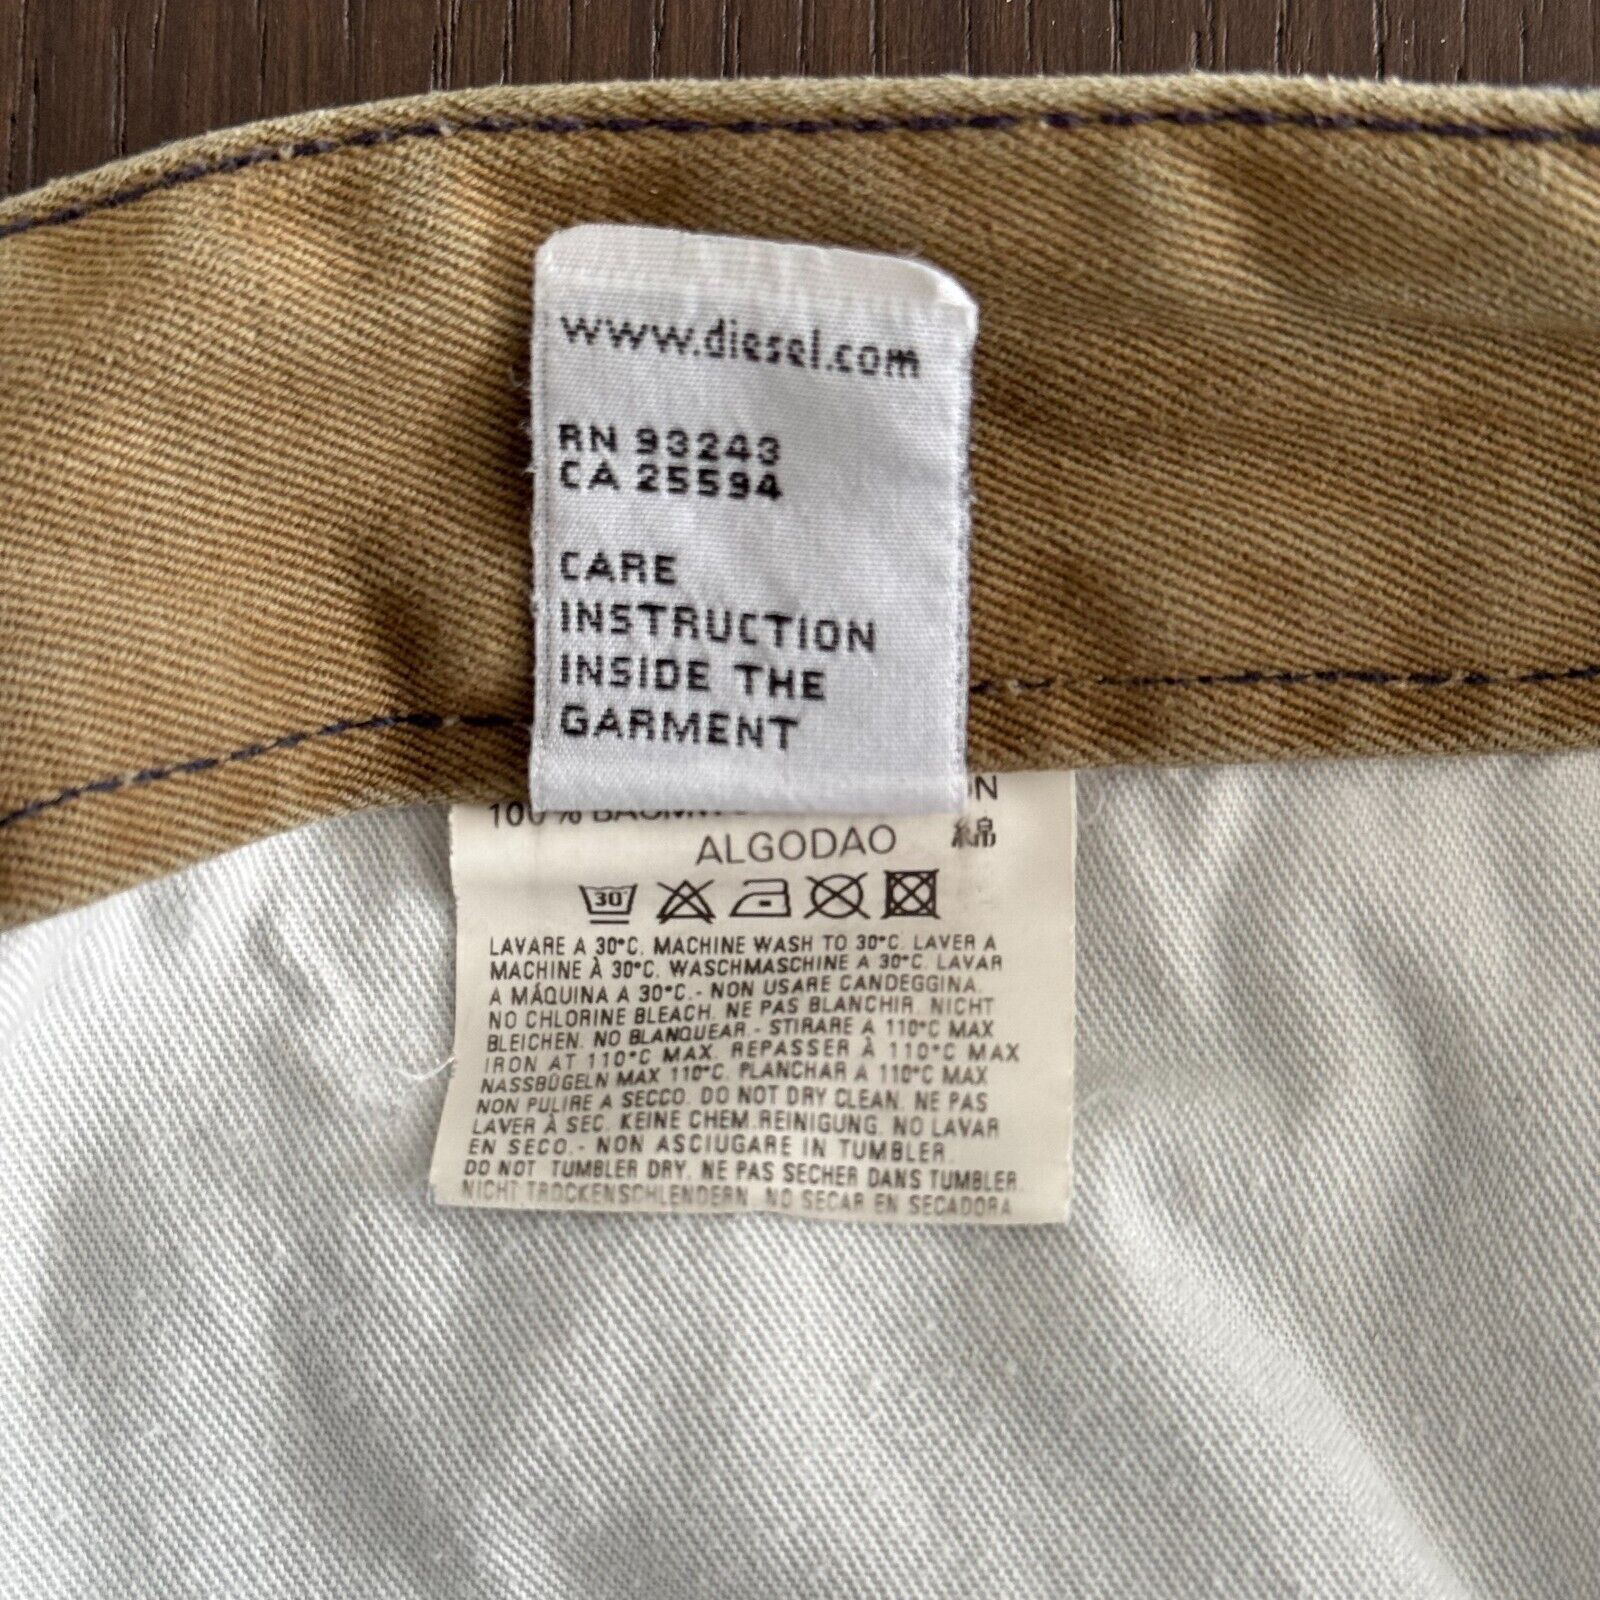 www.diesel.com
RN 93243
CA 25594
CARE
INSTRUCTION
INSIDE THE
GARMENT
100%
ALGODAO 綿
30°
LAVARE A 30°C. MACHINE WASH TO 30°C. LAVER A
MACHINE À 30°C. WASCHMASCHINE A 30°C. LAVAR
A MÁQUINA A 30°C.- NON USARE CANDEGGINA.
NO CHLORINE BLEACH. NE PAS BLANCHIR. NICHT
BLEICHEN. NO BLANQUEAR.- STIRARE A 110°C MAX
IRON AT 110°C MAX. REPASSER À 110°C MAX
NASSBÜGELN MAX 110°C. PLANCHAR A 110°C MAX
NON PULIRE A SECCO. DO NOT DRY CLEAN. NE PAS
LAVER À SEC. KEINE CHEM.REINIGUNG. NO LAVAR
EN SECO.- NON ASCIUGARE IN TUMBLER.
DO NOT TUMBLER DRY. NE PAS SECHER DANS TUMBLER.
NICHT TROCKENSCHLENDERN. NO SECAR EN SECADORA